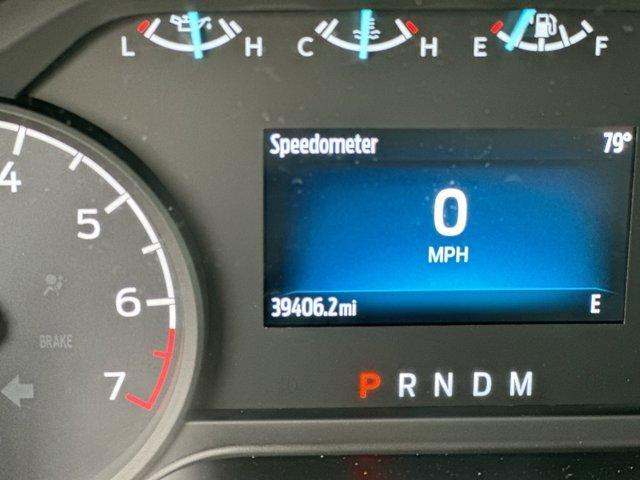 L H C H E F
Speedometer 79°
4
5
0
MPH
6
39406.2mi E
BRAKE
7
P R N D M